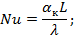 Nu = α_к L / λ ;